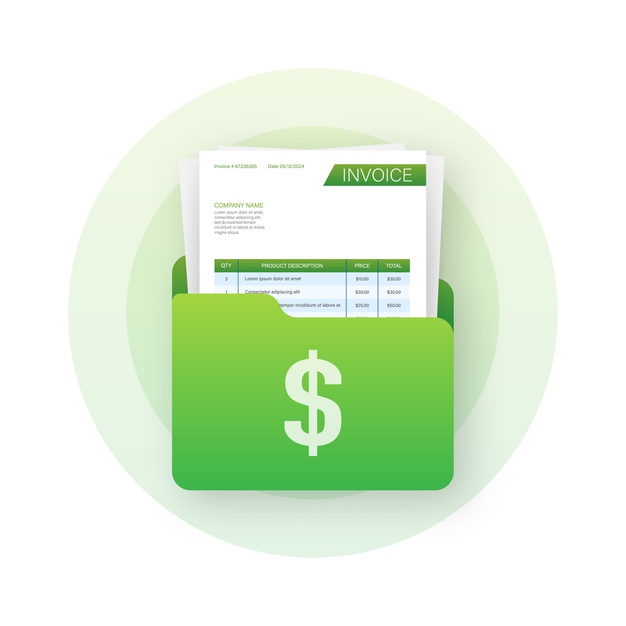 Invoice # 67336395 Date 05/12/2024
INVOICE
COMPANY NAME
Lorem ipsum dolor sit amet,
consectetur adipiscing elit,
sed do eiusmod tempor
incididunt ut labore et dolore
magna aliqua.
QTY PRODUCT DESCRIPTION PRICE TOTAL
3 Lorem ipsum dolor sit amet $10.00 $30.00
1 Consectetur adipiscing elit $30.00 $30.00
tempor incididunt ut labore et $25.00 $50.00
$